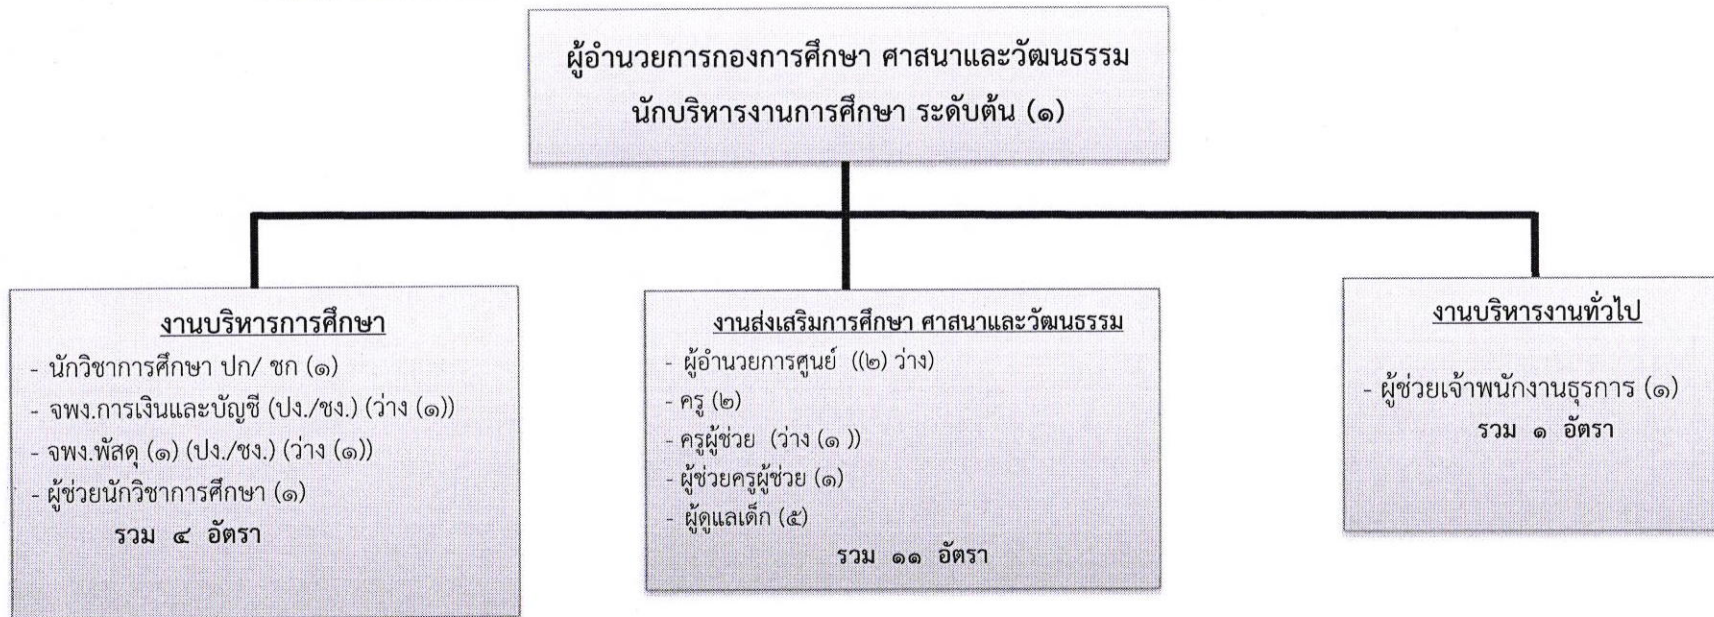 ผู้อำนวยการกองการศึกษา ศาสนาและวัฒนธรรม
นักบริหารงานการศึกษา ระดับต้น (๑)
งานบริหารการศึกษา
- นักวิชาการศึกษา ปก/ ชก (๑)
- จพง.การเงินและบัญชี (ปง./ชง.) (ว่าง (๑))
- จพง.พัสดุ (๑) (ปง./ชง.) (ว่าง (๑))
- ผู้ช่วยนักวิชาการศึกษา (๑)
รวม ๔ อัตรา
งานส่งเสริมการศึกษา ศาสนาและวัฒนธรรม
- ผู้อำนวยการศูนย์ ((๒) ว่าง)
- ครู (๒)
- ครูผู้ช่วย (ว่าง (๑ ))
- ผู้ช่วยครูผู้ช่วย (๑)
- ผู้ดูแลเด็ก (๕)
รวม ๑๑ อัตรา
งานบริหารงานทั่วไป
- ผู้ช่วยเจ้าพนักงานธุรการ (๑)
รวม ๑ อัตรา